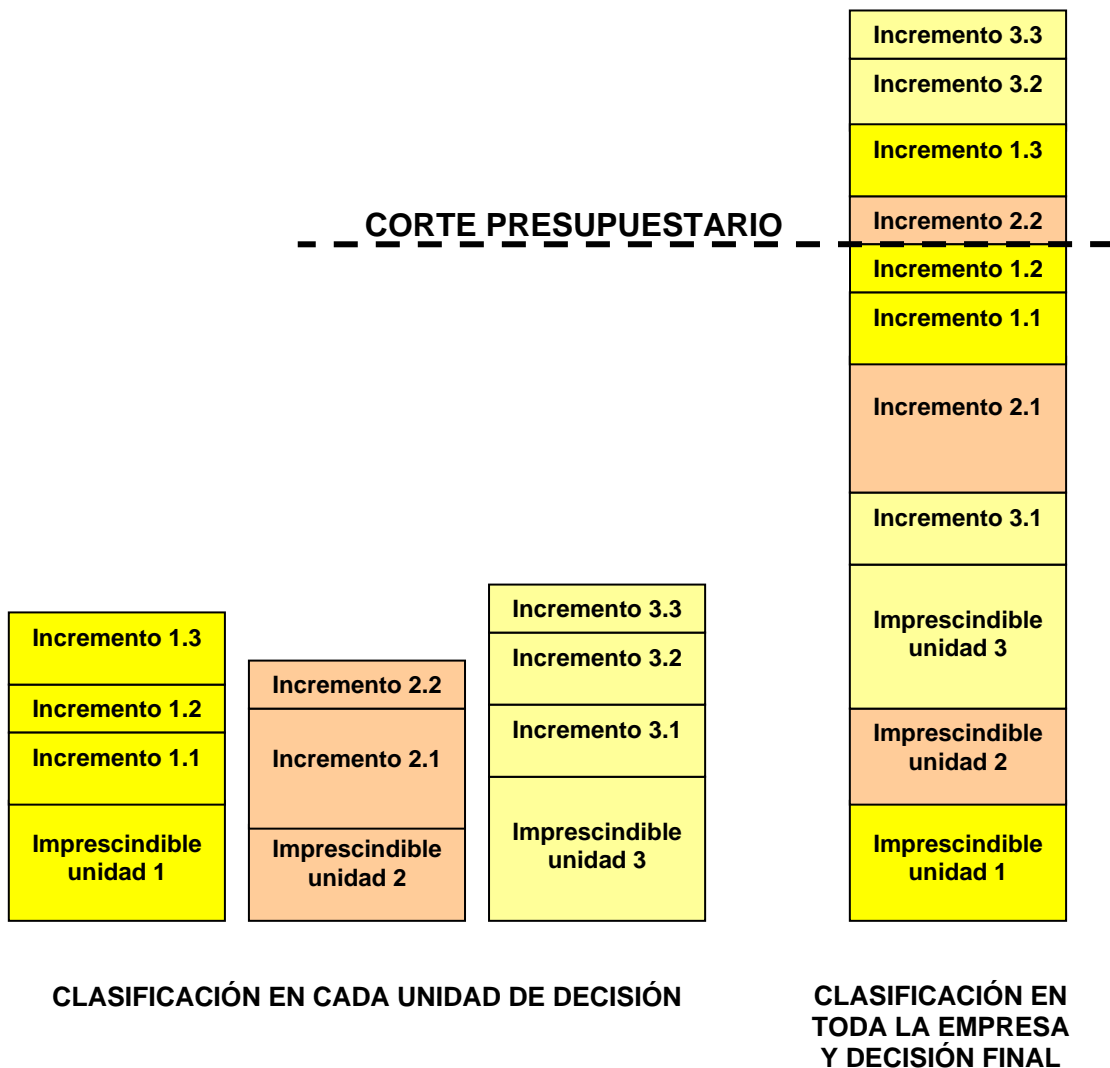 CORTE PRESUPUESTARIO
Incremento 1.3
Incremento 1.2
Incremento 1.1
Imprescindible
unidad 1
Incremento 2.2
Incremento 2.1
Imprescindible
unidad 2
Incremento 3.3
Incremento 3.2
Incremento 3.1
Imprescindible
unidad 3
CLASIFICACIÓN EN CADA UNIDAD DE DECISIÓN
Incremento 3.3
Incremento 3.2
Incremento 1.3
Incremento 2.2
Incremento 1.2
Incremento 1.1
Incremento 2.1
Incremento 3.1
Imprescindible
unidad 3
Imprescindible
unidad 2
Imprescindible
unidad 1
CLASIFICACIÓN EN
TODA LA EMPRESA
Y DECISIÓN FINAL